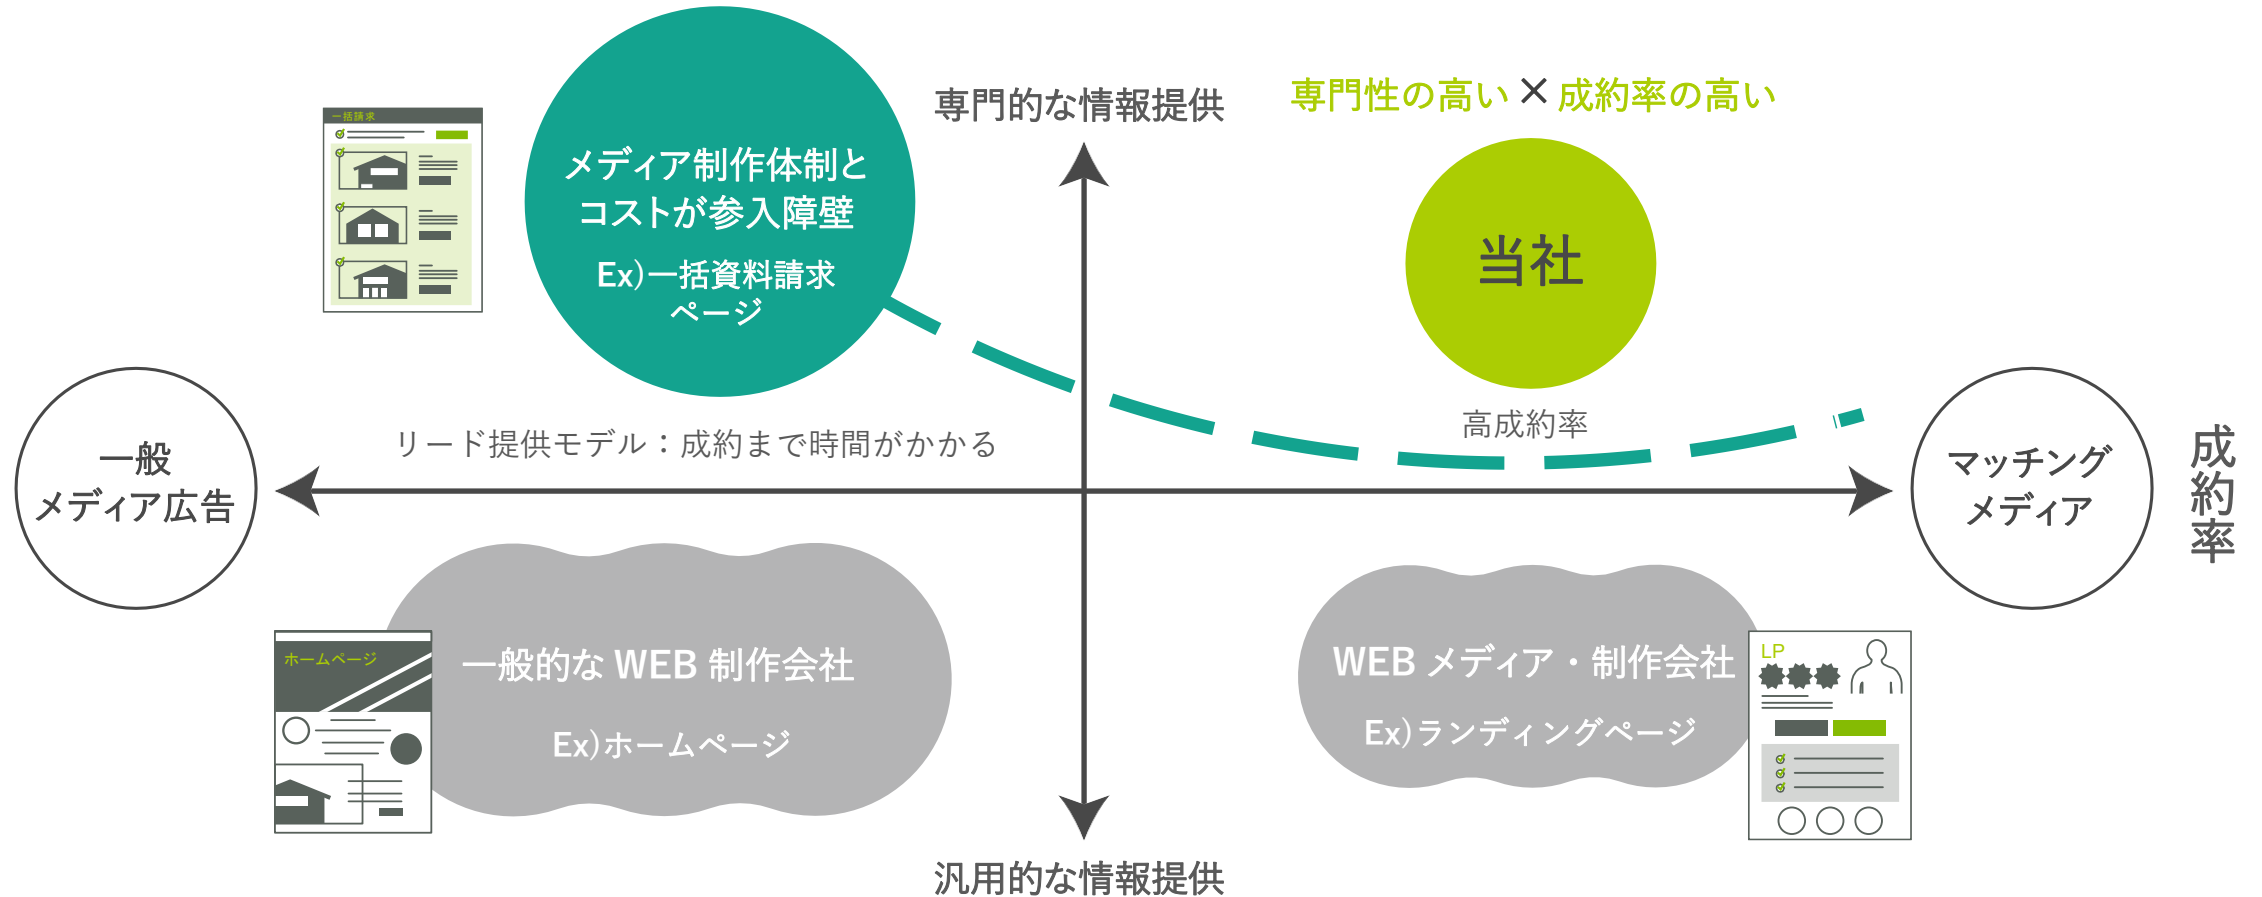 専門的な情報提供
専門性の高い × 成約率の高い
一括請求
メディア制作体制と
コストが参入障壁
Ex)一括資料請求
ページ
当社
高成約率
リード提供モデル：成約まで時間がかかる
一般
メディア広告
マッチング
メディア
成約率
ホームページ
一般的な WEB 制作会社
Ex)ホームページ
WEB メディア・制作会社
Ex)ランディングページ
LP
汎用的な情報提供